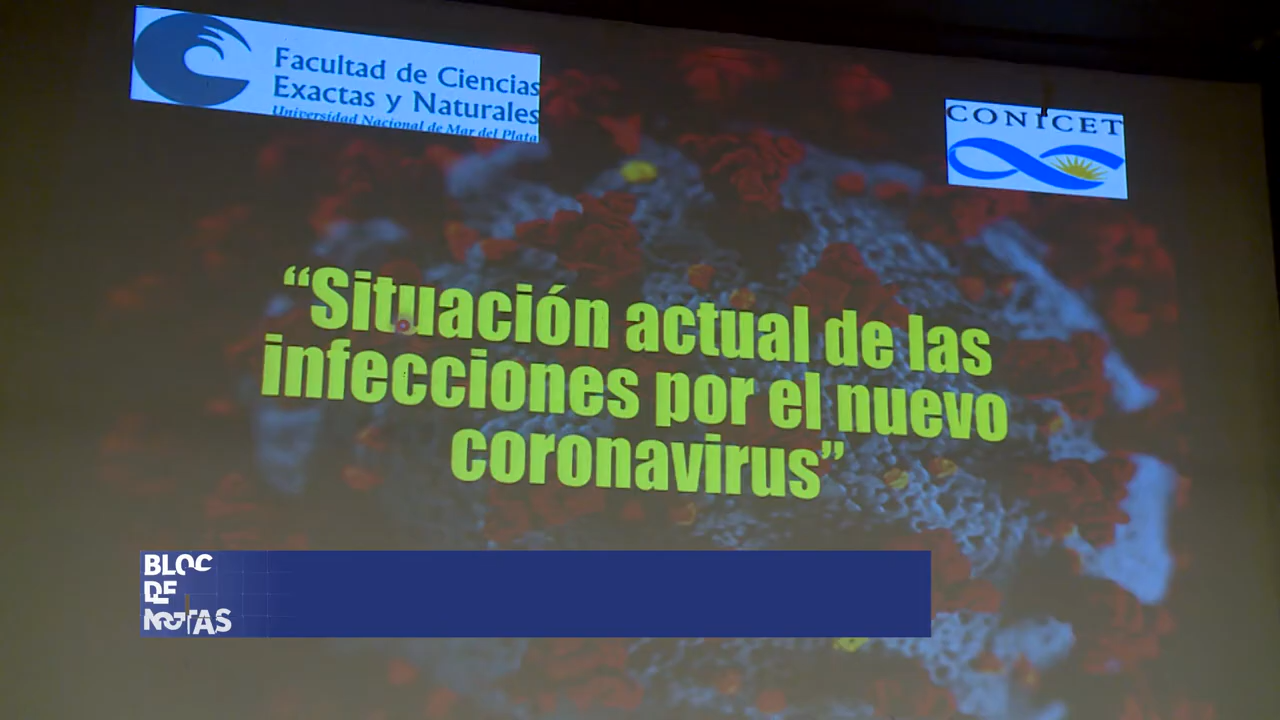 Facultad de Ciencias
Exactas y Naturales
Universidad Nacional de Mar del Plata
CONICET
“Situación actual de las
infecciones por el nuevo
coronavirus”
BLOC
DE
NOTAS